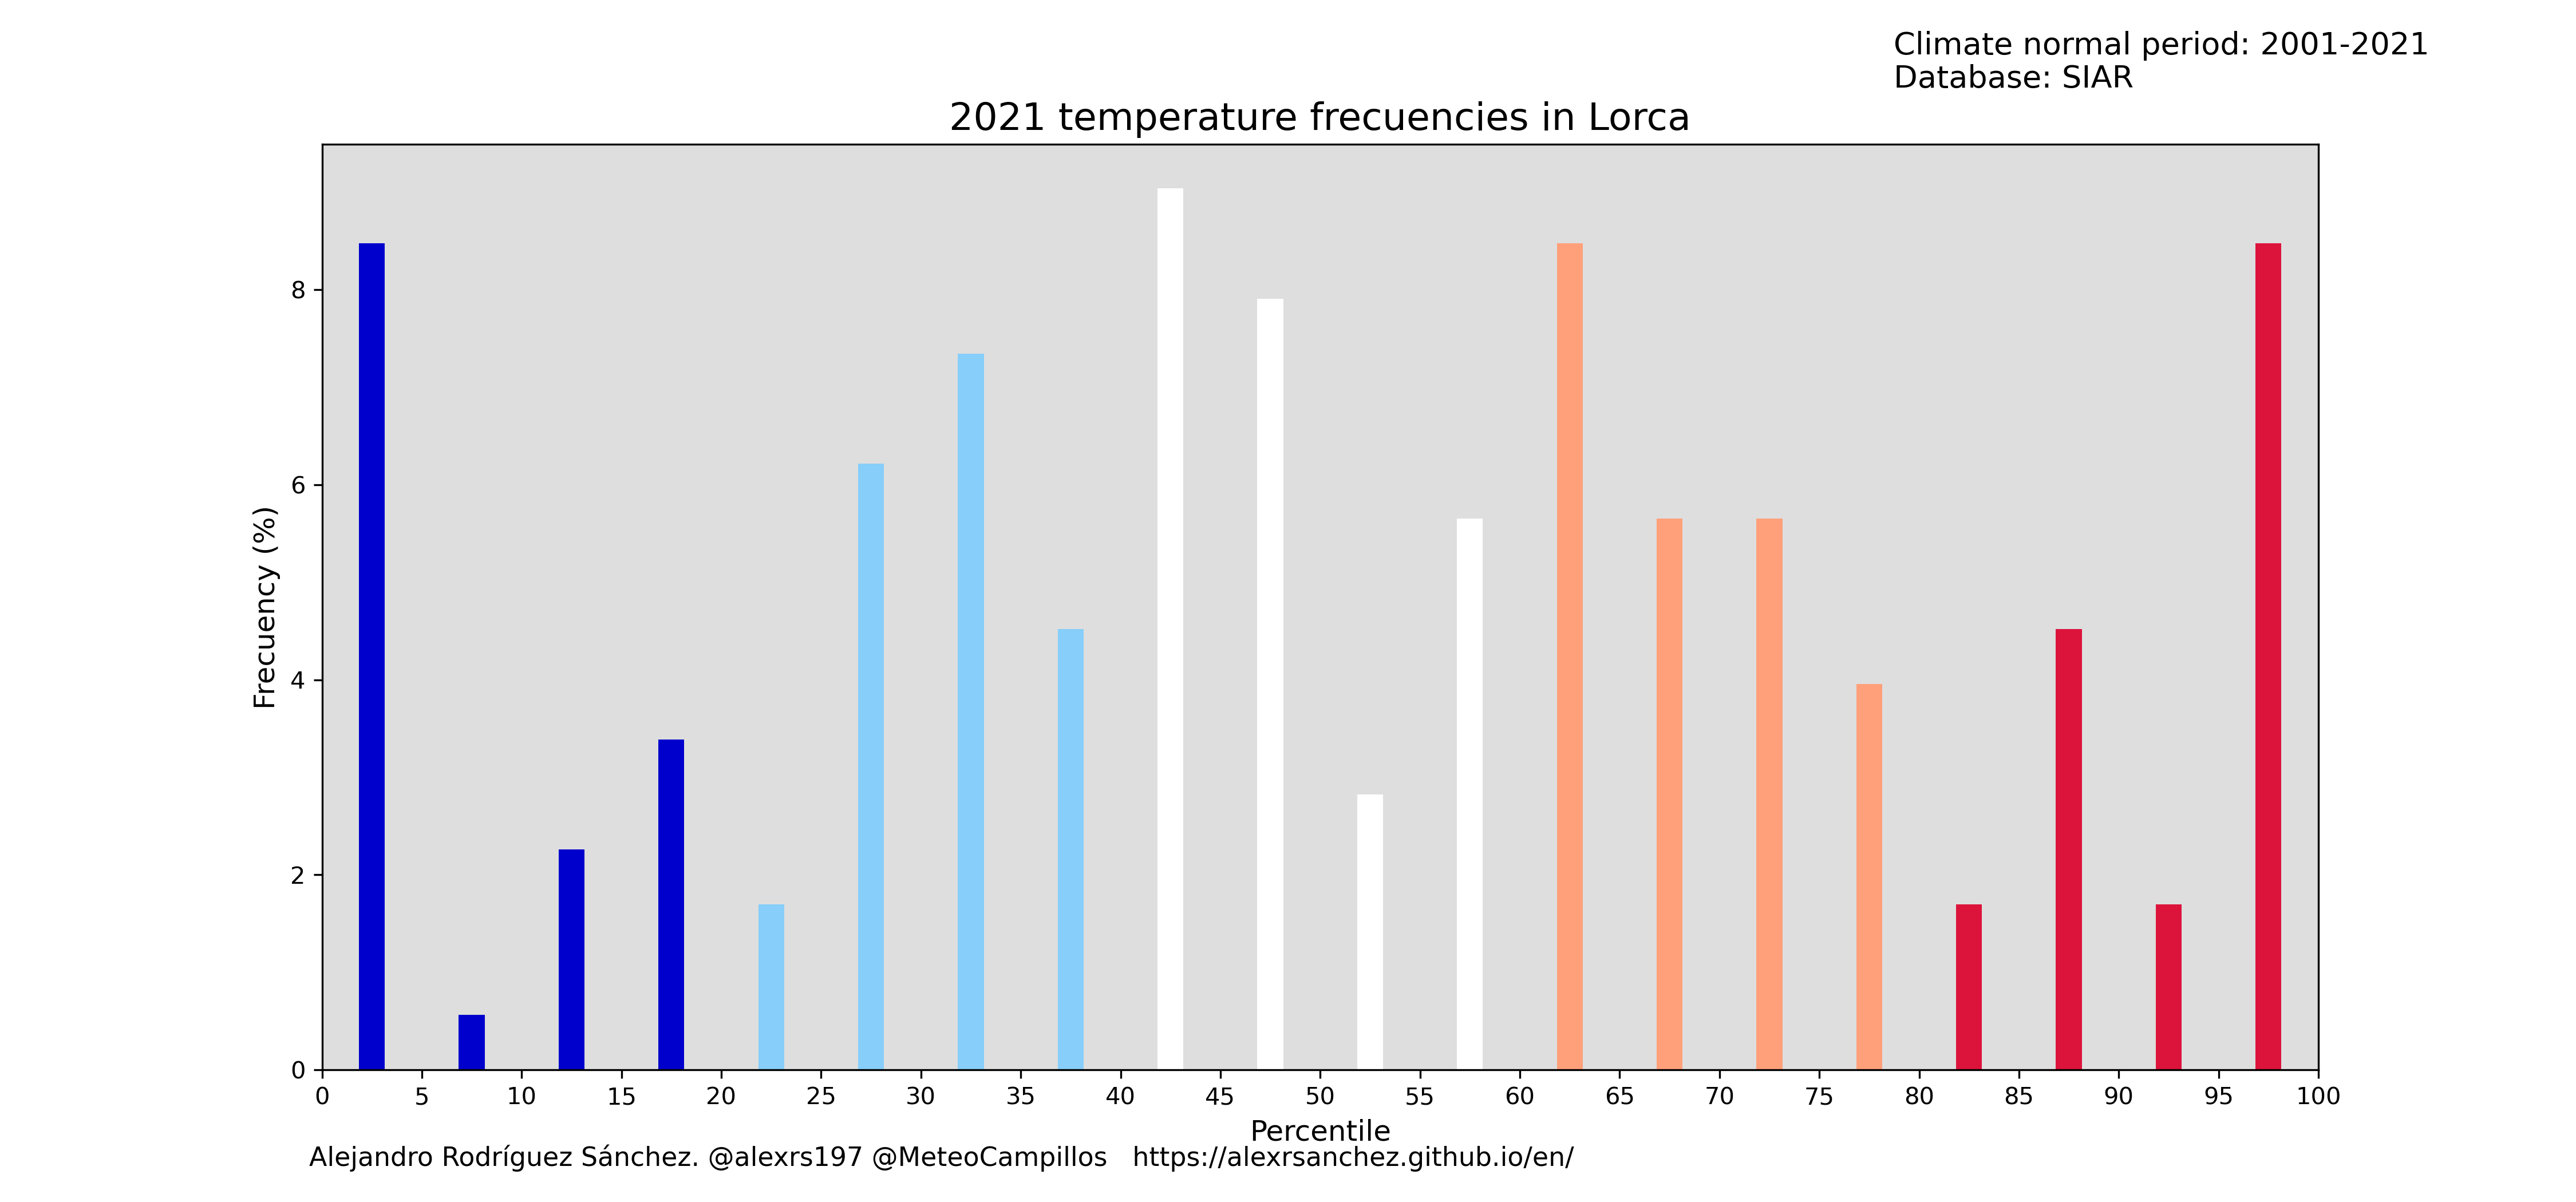 Climate normal period: 2001-2021
Database: SIAR
2021 temperature frecuencies in Lorca
Frecuency (%)
8
6
4
2
0
0 5 10 15 20 25 30 35 40 45 50 55 60 65 70 75 80 85 90 95 100
Percentile
Alejandro Rodríguez Sánchez. @alexrs197 @MeteoCampillos https://alexrsanchez.github.io/en/